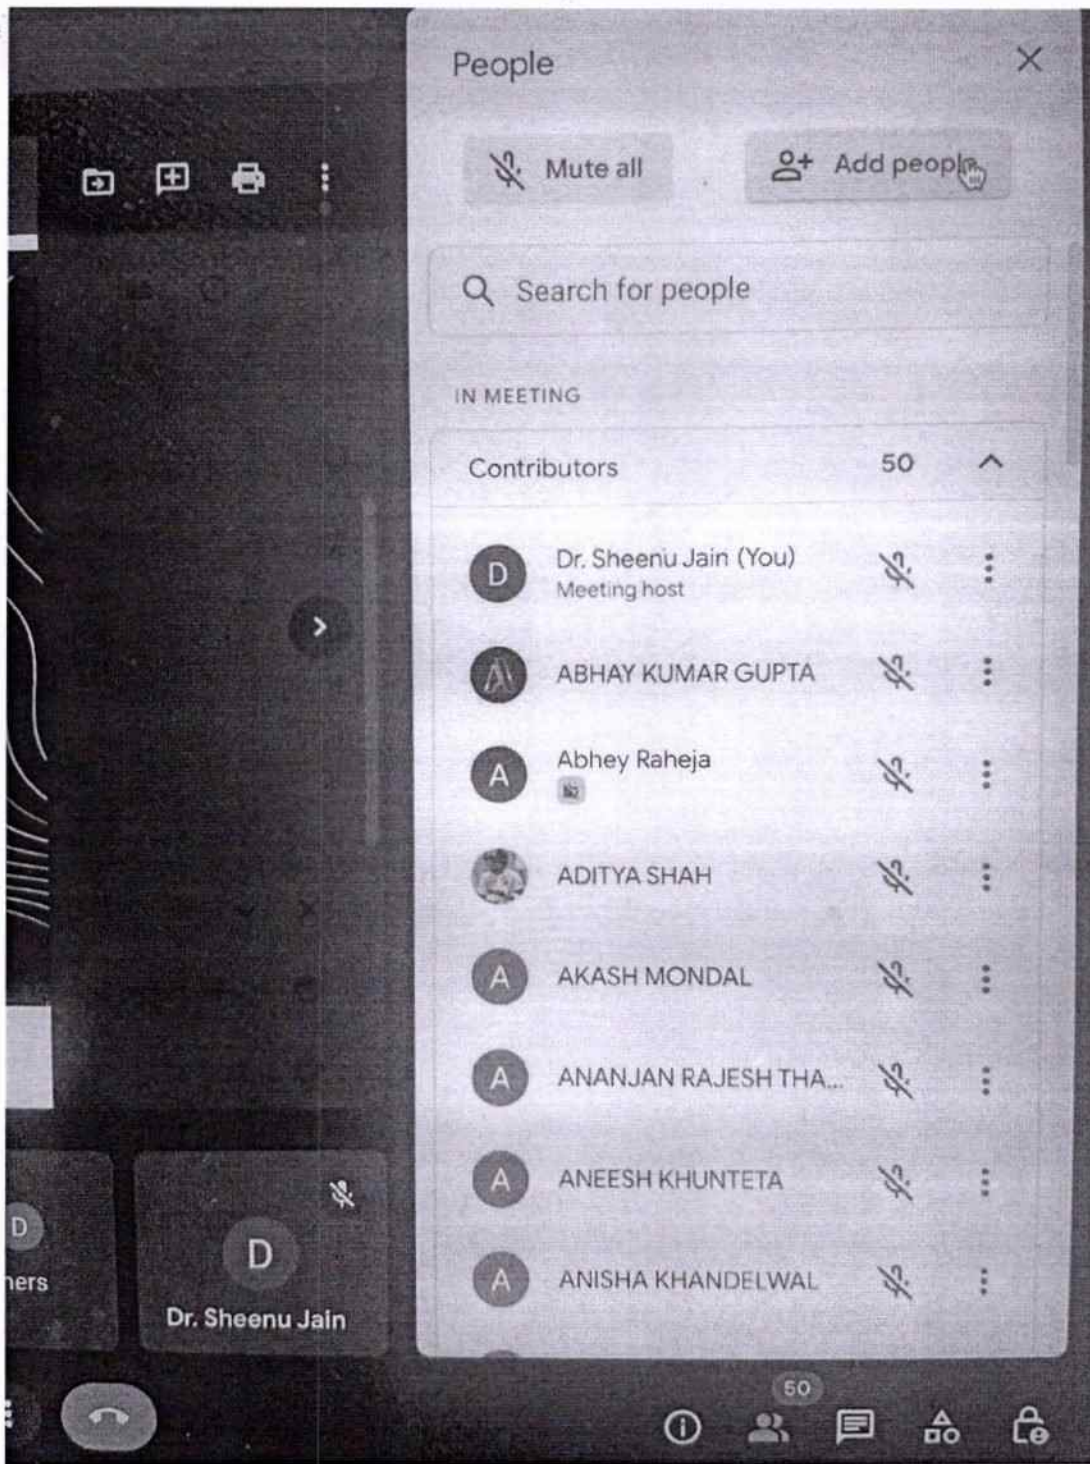 People
Mute all
Add people
Search for people
IN MEETING
Contributors 50
D Dr. Sheenu Jain (You)
Meeting host
ABHAY KUMAR GUPTA
A Abhey Raheja
ADITYA SHAH
A AKASH MONDAL
A ANANJAN RAJESH THA...
A ANEESH KHUNTETA
A ANISHA KHANDELWAL
D
hers
D
Dr. Sheenu Jain
50